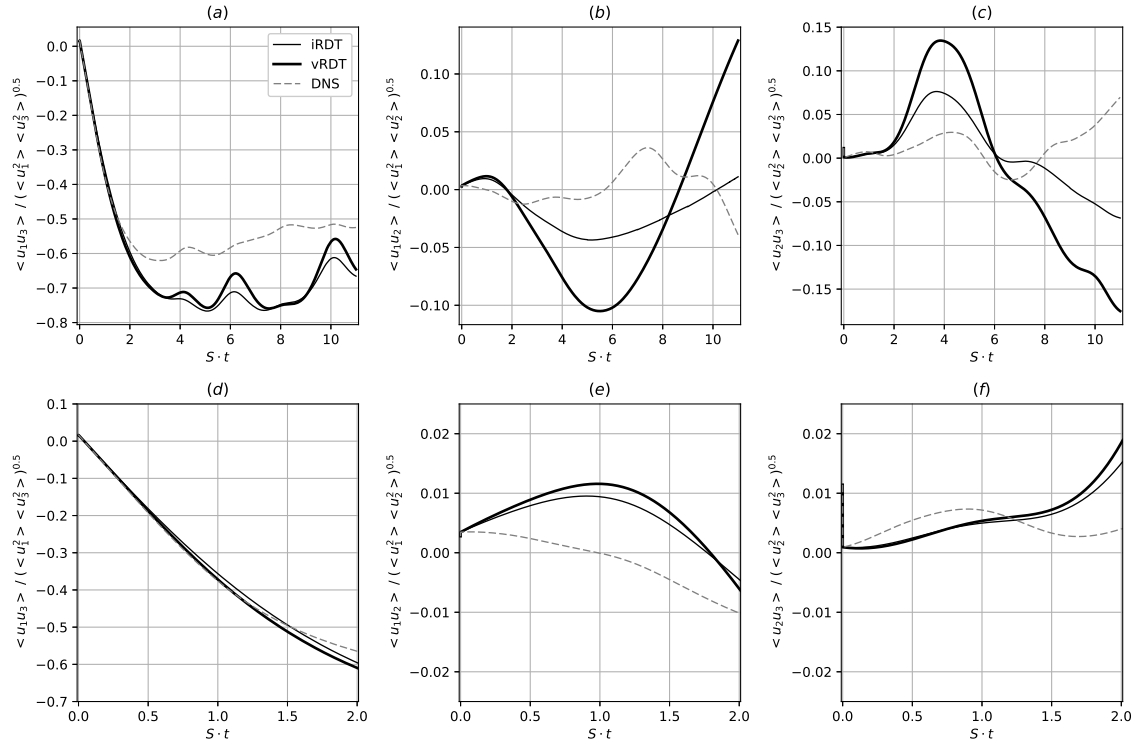 (a)
(b)
(c)
< u₁u₃ > / ( < u₁² > < u₃² > )^0.5
0.0
−0.1
−0.2
−0.3
−0.4
−0.5
−0.6
−0.7
−0.8
iRDT
vRDT
DNS
0 2 4 6 8 10
S · t
< u₁u₂ > / ( < u₁² > < u₂² > )^0.5
0.10
0.05
0.00
−0.05
−0.10
0 2 4 6 8 10
S · t
< u₂u₃ > / ( < u₂² > < u₃² > )^0.5
0.15
0.10
0.05
0.00
−0.05
−0.10
−0.15
0 2 4 6 8 10
S · t
(d)
(e)
(f)
< u₁u₃ > / ( < u₁² > < u₃² > )^0.5
0.1
0.0
−0.1
−0.2
−0.3
−0.4
−0.5
−0.6
−0.7
0.0 0.5 1.0 1.5 2.0
S · t
< u₁u₂ > / ( < u₁² > < u₂² > )^0.5
0.02
0.01
0.00
−0.01
−0.02
0.0 0.5 1.0 1.5 2.0
S · t
< u₂u₃ > / ( < u₂² > < u₃² > )^0.5
0.02
0.01
0.00
−0.01
−0.02
0.0 0.5 1.0 1.5 2.0
S · t